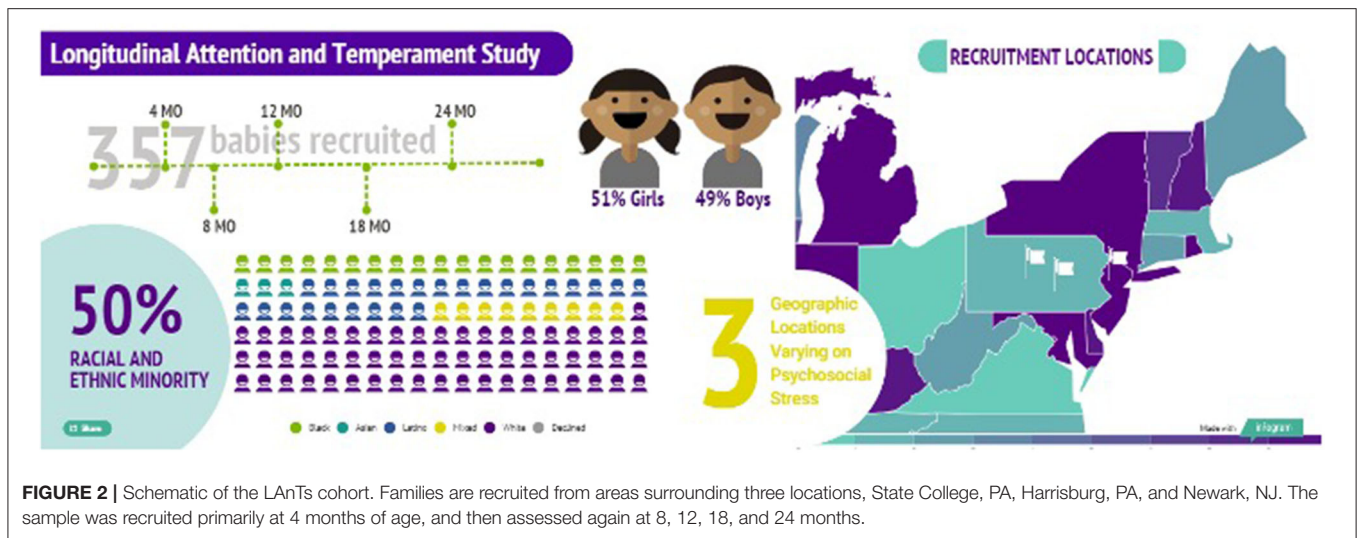 Longitudinal Attention and Temperament Study
4 MO
12 MO
24 MO
357 babies recruited
8 MO
18 MO
51% Girls
49% Boys
50%
RACIAL AND
ETHNIC MINORITY
Share
Black Asian Latino Mixed White Declined
RECRUITMENT LOCATIONS
3
Geographic
Locations
Varying on
Psychosocial
Stress
Made with infogram
FIGURE 2 | Schematic of the LAnTs cohort. Families are recruited from areas surrounding three locations, State College, PA, Harrisburg, PA, and Newark, NJ. The
sample was recruited primarily at 4 months of age, and then assessed again at 8, 12, 18, and 24 months.